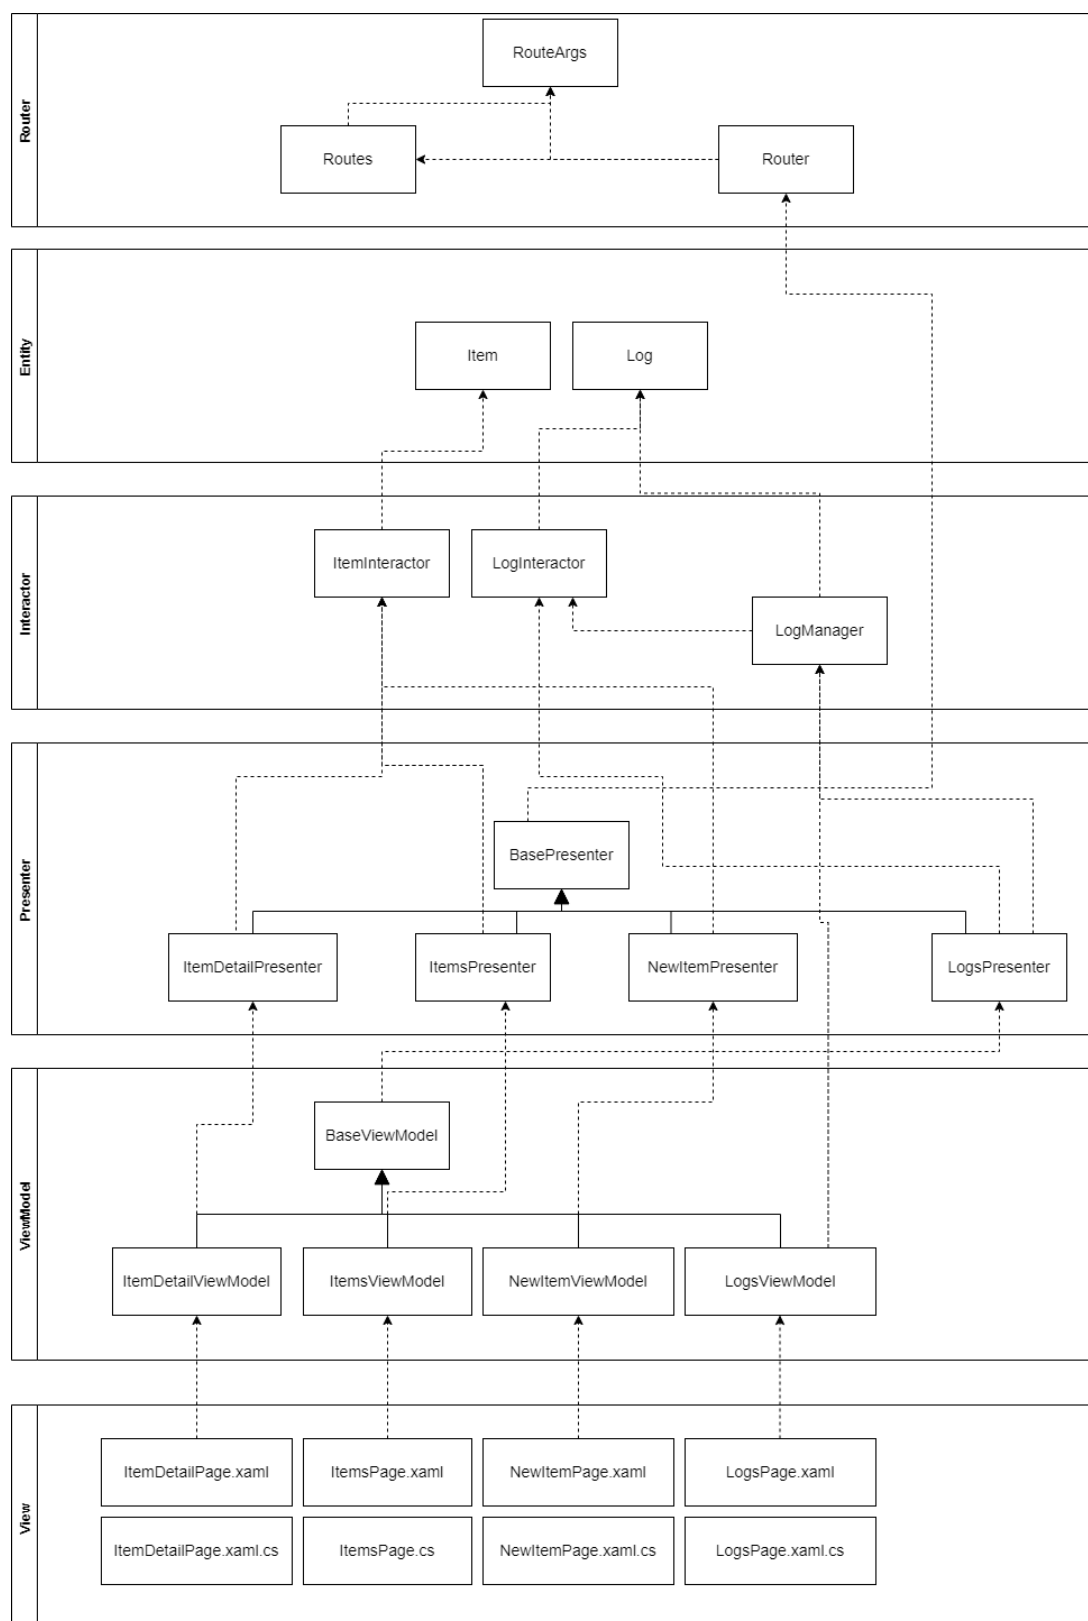 Router
RouteArgs
Routes
Router
Entity
Item
Log
Interactor
ItemInteractor
LogInteractor
LogManager
Presenter
BasePresenter
ItemDetailPresenter
ItemsPresenter
NewItemPresenter
LogsPresenter
ViewModel
BaseViewModel
ItemDetailViewModel
ItemsViewModel
NewItemViewModel
LogsViewModel
View
ItemDetailPage.xaml
ItemsPage.xaml
NewItemPage.xaml
LogsPage.xaml
ItemDetailPage.xaml.cs
ItemsPage.cs
NewItemPage.xaml.cs
LogsPage.xaml.cs